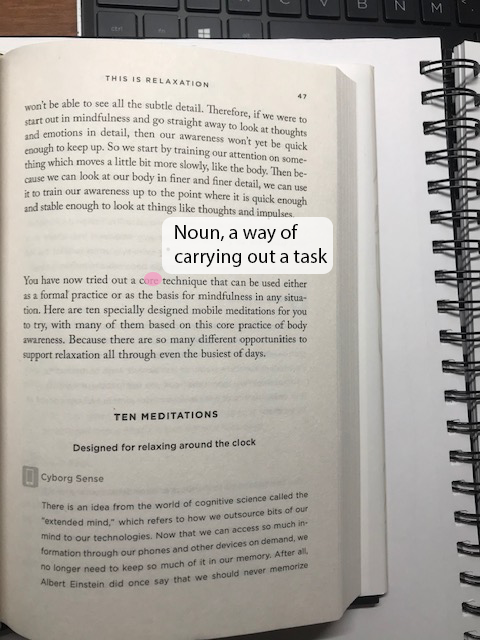 Ctrl
Z X C V B N M
THIS IS RELAXATION
47
won't be able to see all the subtle detail. Therefore, if we were to
start out in mindfulness and go straight away to look at thoughts
and emotions in detail, then our awareness won't yet be quick
enough to keep up. So we start by training our attention on some-
thing which moves a little bit more slowly, like the body. Then be-
cause we can look at our body in finer and finer detail, we can use
it to train our awareness up to the point where it is quick enough
and stable enough to look at things like thoughts and impulses.
Noun, a way of
carrying out a task
You have now tried out a core technique that can be used either
as a formal practice or as the basis for mindfulness in any situa-
tion. Here are ten specially designed mobile meditations for you
to try, with many of them based on this core practice of body
awareness. Because there are so many different opportunities to
support relaxation all through even the busiest of days.
TEN MEDITATIONS
Designed for relaxing around the clock
Cyborg Sense
There is an idea from the world of cognitive science called the
"extended mind," which refers to how we outsource bits of our
mind to our technologies. Now that we can access so much in-
formation through our phones and other devices on demand, we
no longer need to keep so much of it in our memory. After all,
Albert Einstein did once say that we should never memorize